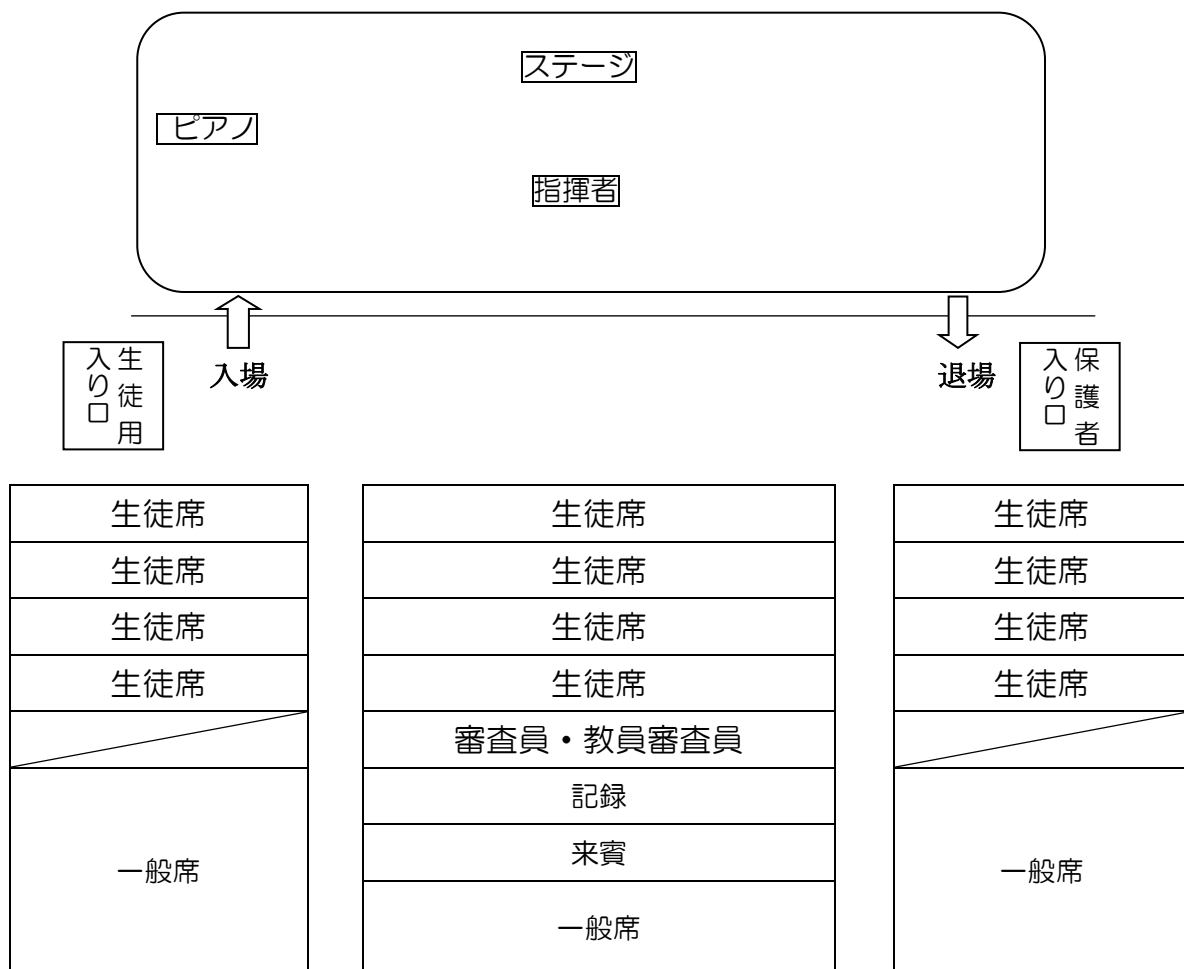 ステージ
ピアノ
指揮者
生徒用
入り口
入場
退場
保護者
入り口
生徒席 生徒席 生徒席
生徒席 生徒席 生徒席
生徒席 生徒席 生徒席
生徒席 生徒席 生徒席
審査員・教員審査員
記録
来賓
一般席 一般席
一般席